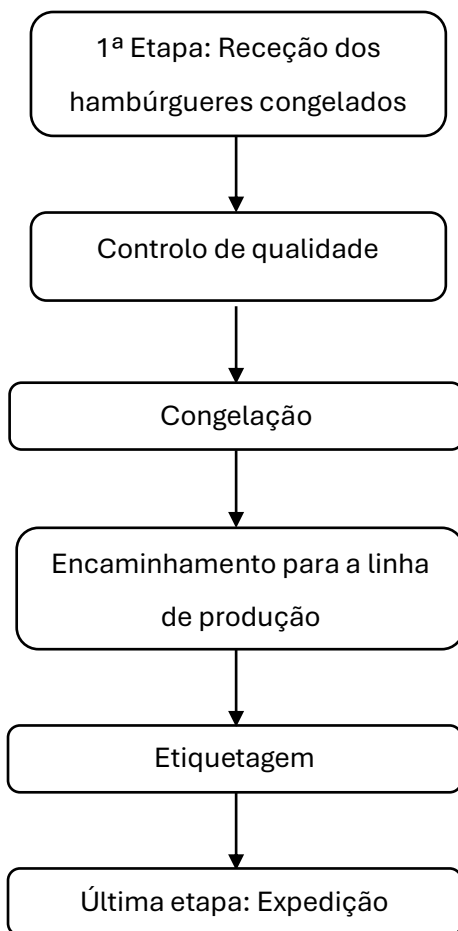 1ª Etapa: Receção dos
hambúrgueres congelados
Controlo de qualidade
Congelação
Encaminhamento para a linha
de produção
Etiquetagem
Última etapa: Expedição